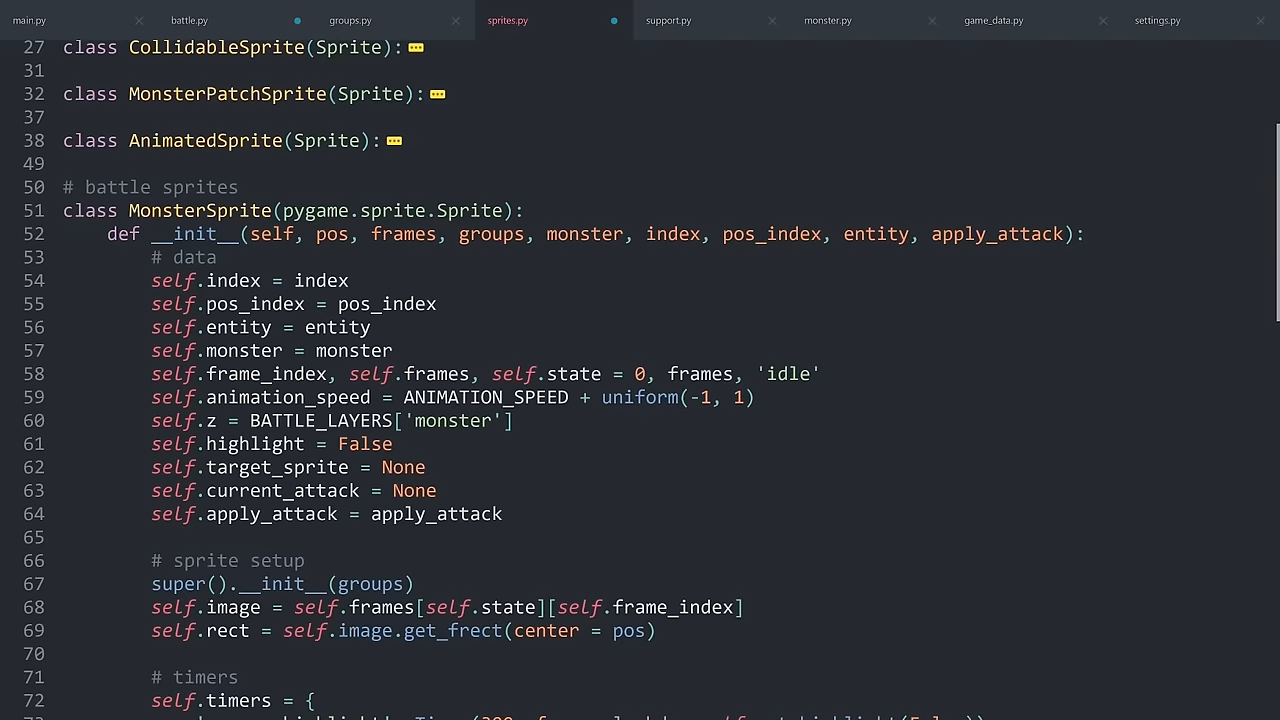 main.py battle.py groups.py sprites.py support.py monster.py game_data.py settings.py
27 class CollidableSprite(Sprite):
31
32 class MonsterPatchSprite(Sprite):
37
38 class AnimatedSprite(Sprite):
49
50 # battle sprites
51 class MonsterSprite(pygame.sprite.Sprite):
52     def __init__(self, pos, frames, groups, monster, index, pos_index, entity, apply_attack):
53         # data
54         self.index = index
55         self.pos_index = pos_index
56         self.entity = entity
57         self.monster = monster
58         self.frame_index, self.frames, self.state = 0, frames, 'idle'
59         self.animation_speed = ANIMATION_SPEED + uniform(-1, 1)
60         self.z = BATTLE_LAYERS['monster']
61         self.highlight = False
62         self.target_sprite = None
63         self.current_attack = None
64         self.apply_attack = apply_attack
65
66         # sprite setup
67         super().__init__(groups)
68         self.image = self.frames[self.state][self.frame_index]
69         self.rect = self.image.get_frect(center = pos)
70
71         # timers
72         self.timers = {